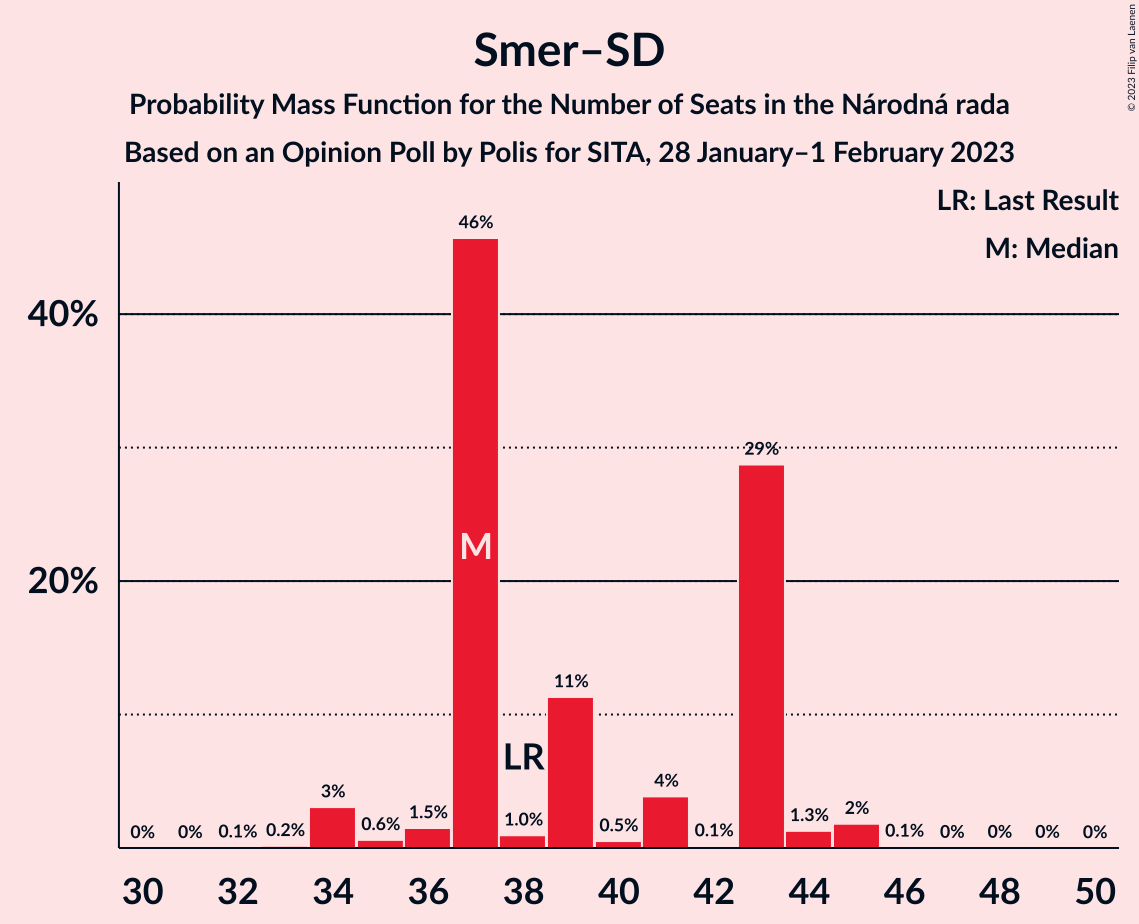 © 2023 Filip van Laenen
Smer–SD
Probability Mass Function for the Number of Seats in the Národná rada
Based on an Opinion Poll by Polis for SITA, 28 January–1 February 2023
LR: Last Result
M: Median
40%
20%
0% 0% 0.1% 0.2% 3% 0.6% 1.5% 46% 1.0% 11% 0.5% 4% 0.1% 29% 1.3% 2% 0.1% 0% 0% 0% 0%
M
LR
30 32 34 36 38 40 42 44 46 48 50